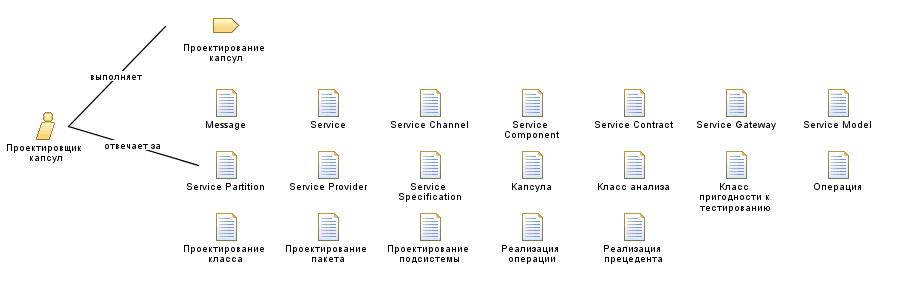 Проектирование
капсул
выполняет
Проектировщик
капсул
отвечает за
Message
Service
Service Channel
Service
Component
Service Contract
Service Gateway
Service Model
Service Partition
Service Provider
Service
Specification
Капсула
Класс анализа
Класс
пригодности к
тестированию
Операция
Проектирование
класса
Проектирование
пакета
Проектирование
подсистемы
Реализация
операции
Реализация
прецедента